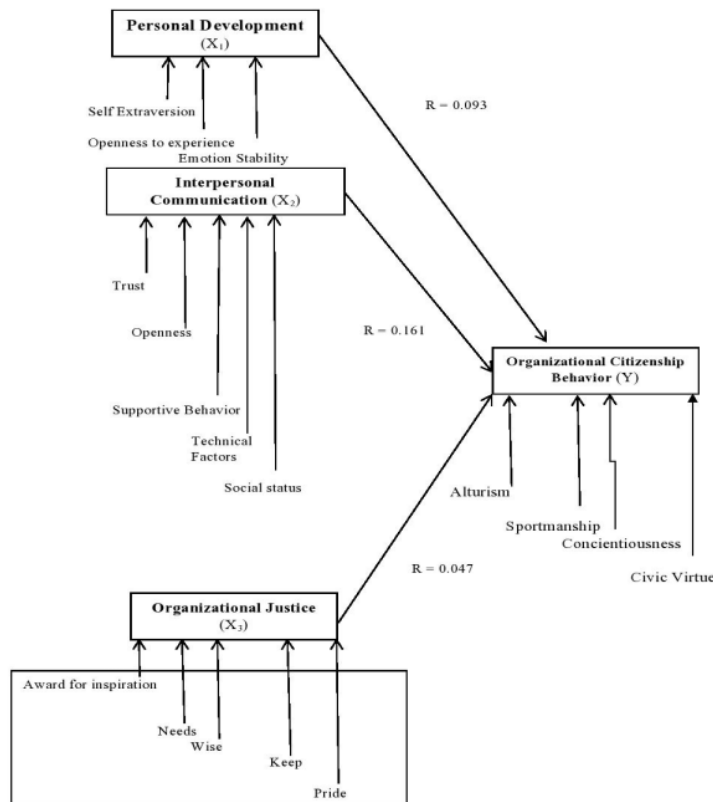 Personal Development
(X₁)
R = 0.093
Self Extraversion
Openness to experience
Emotion Stability
Interpersonal
Communication (X₂)
Trust
Openness
R = 0.161
Organizational Citizenship
Behavior (Y)
Supportive Behavior
Technical
Factors
Social status
Alturism
Sportmanship
Concientiousness
Civic Virtue
R = 0.047
Organizational Justice
(X₃)
Award for inspiration
Needs
Wise
Keep
Pride